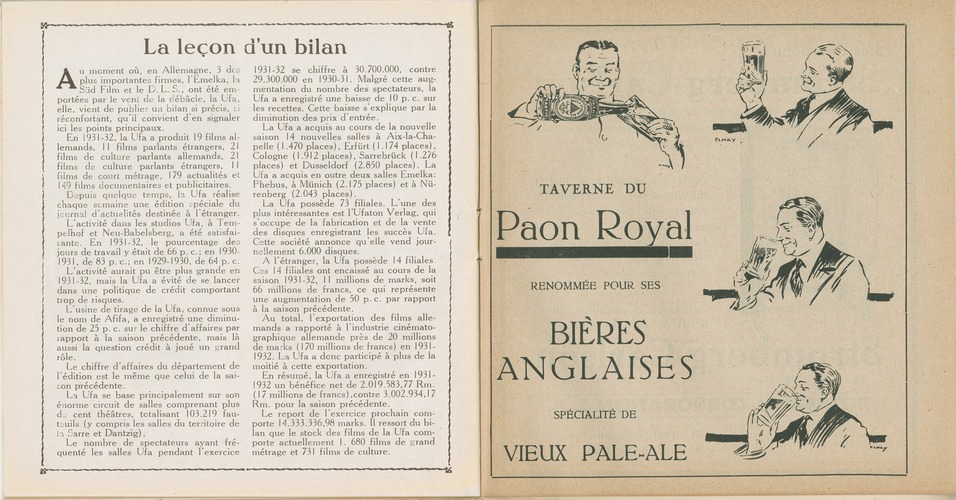 La leçon d'un bilan
Au moment où, en Allemagne, 3 des
plus importantes firmes, l'Emelka, la
Süd Film et le D. L. S., ont été em-
portées par le vent de la débâcle, la Ufa,
elle, vient de publier un bilan si précis, si
réconfortant, qu'il convient d'en signaler
ici les points principaux.
En 1931-32, la Ufa a produit 19 films al-
lemands, 11 films parlants étrangers, 21
films de culture parlants allemands, 21
films de culture parlants étrangers, 11
films de court métrage, 179 actualités et
149 films documentaires et publicitaires.
Depuis quelque temps, la Ufa réalise
chaque semaine une édition spéciale du
journal d'actualités destinée à l'étranger.
L'activité dans les studios Ufa, à Tem-
pelhof et Neu-Babelsberg, a été satisfai-
sante. En 1931-32, le pourcentage des
jours de travail y était de 66 p. c.; en 1930-
1931, de 83 p. c.; en 1929-1930, de 64 p. c.
L'activité aurait pu être plus grande en
1931-32, mais la Ufa a évité de se lancer
dans une politique de crédit comportant
trop de risques.
L'usine de tirage de la Ufa, connue sous
le nom de Afifa, a enregistré une diminu-
tion de 25 p. c. sur le chiffre d'affaires par
rapport à la saison précédente, mais là
aussi la question crédit à joué un grand
rôle.
Le chiffre d'affaires du département de
l'édition est le même que celui de la sai-
son précédente.
La Ufa se base principalement sur son
énorme circuit de salles comprenant plus
de cent théâtres, totalisant 103.219 fau-
teuils (y compris les salles du territoire de
la Sarre et Dantzig).
Le nombre de spectateurs ayant fré-
quenté les salles Ufa pendant l'exercice
1931-32 se chiffre à 30.700.000, contre
29.300.000 en 1930-31. Malgré cette aug-
mentation du nombre des spectateurs, la
Ufa a enregistré une baisse de 10 p. c. sur
les recettes. Cette baisse s'explique par la
diminution des prix d'entrée.
La Ufa a acquis au cours de la nouvelle
saison 14 nouvelles salles à Aix-la-Cha-
pelle (1.470 places), Erfürt (1.174 places),
Cologne (1.912 places), Sarrebrück (1.276
places) et Dusseldorf (2.850 places). La
Ufa a acquis en outre deux salles Emelka:
Phebus, à Münich (2.175 places) et à Nü-
renberg (2.043 places).
La Ufa possède 73 filiales. L'une des
plus intéressantes est l'Ufaton Verlag, qui
s'occupe de la fabrication et de la vente
des disques enregistrant les succès Ufa.
Cette société annonce qu'elle vend jour-
nellement 6.000 disques.
A l'étranger, la Ufa possède 14 filiales.
Ces 14 filiales ont encaissé au cours de la
saison 1931-32, 11 millions de marks, soit
66 millions de francs, ce qui représente
une augmentation de 50 p. c. par rapport
à la saison précédente.
Au total, l'exportation des films alle-
mands a rapporté à l'industrie cinémato-
graphique allemande près de 20 millions
de marks (170 millions de francs) en 1931-
1932. La Ufa a donc participé à plus de la
moitié à cette exportation.
En résumé, la Ufa a enregistré en 1931-
1932 un bénéfice net de 2.019.583,77 Rm.
(17 millions de francs),contre 3.002.934,17
Rm. pour la saison précédente.
Le report de l'exercice prochain com-
porte 14.333.336,98 marks. Il ressort du bi-
lan que le stock des films de la Ufa com-
porte actuellement 1. 680 films de grand
métrage et 731 films de culture.
TAVERNE DU
Paon Royal
RENOMMÉE POUR SES
BIÈRES
ANGLAISES
SPÉCIALITÉ DE
VIEUX PALE-ALE